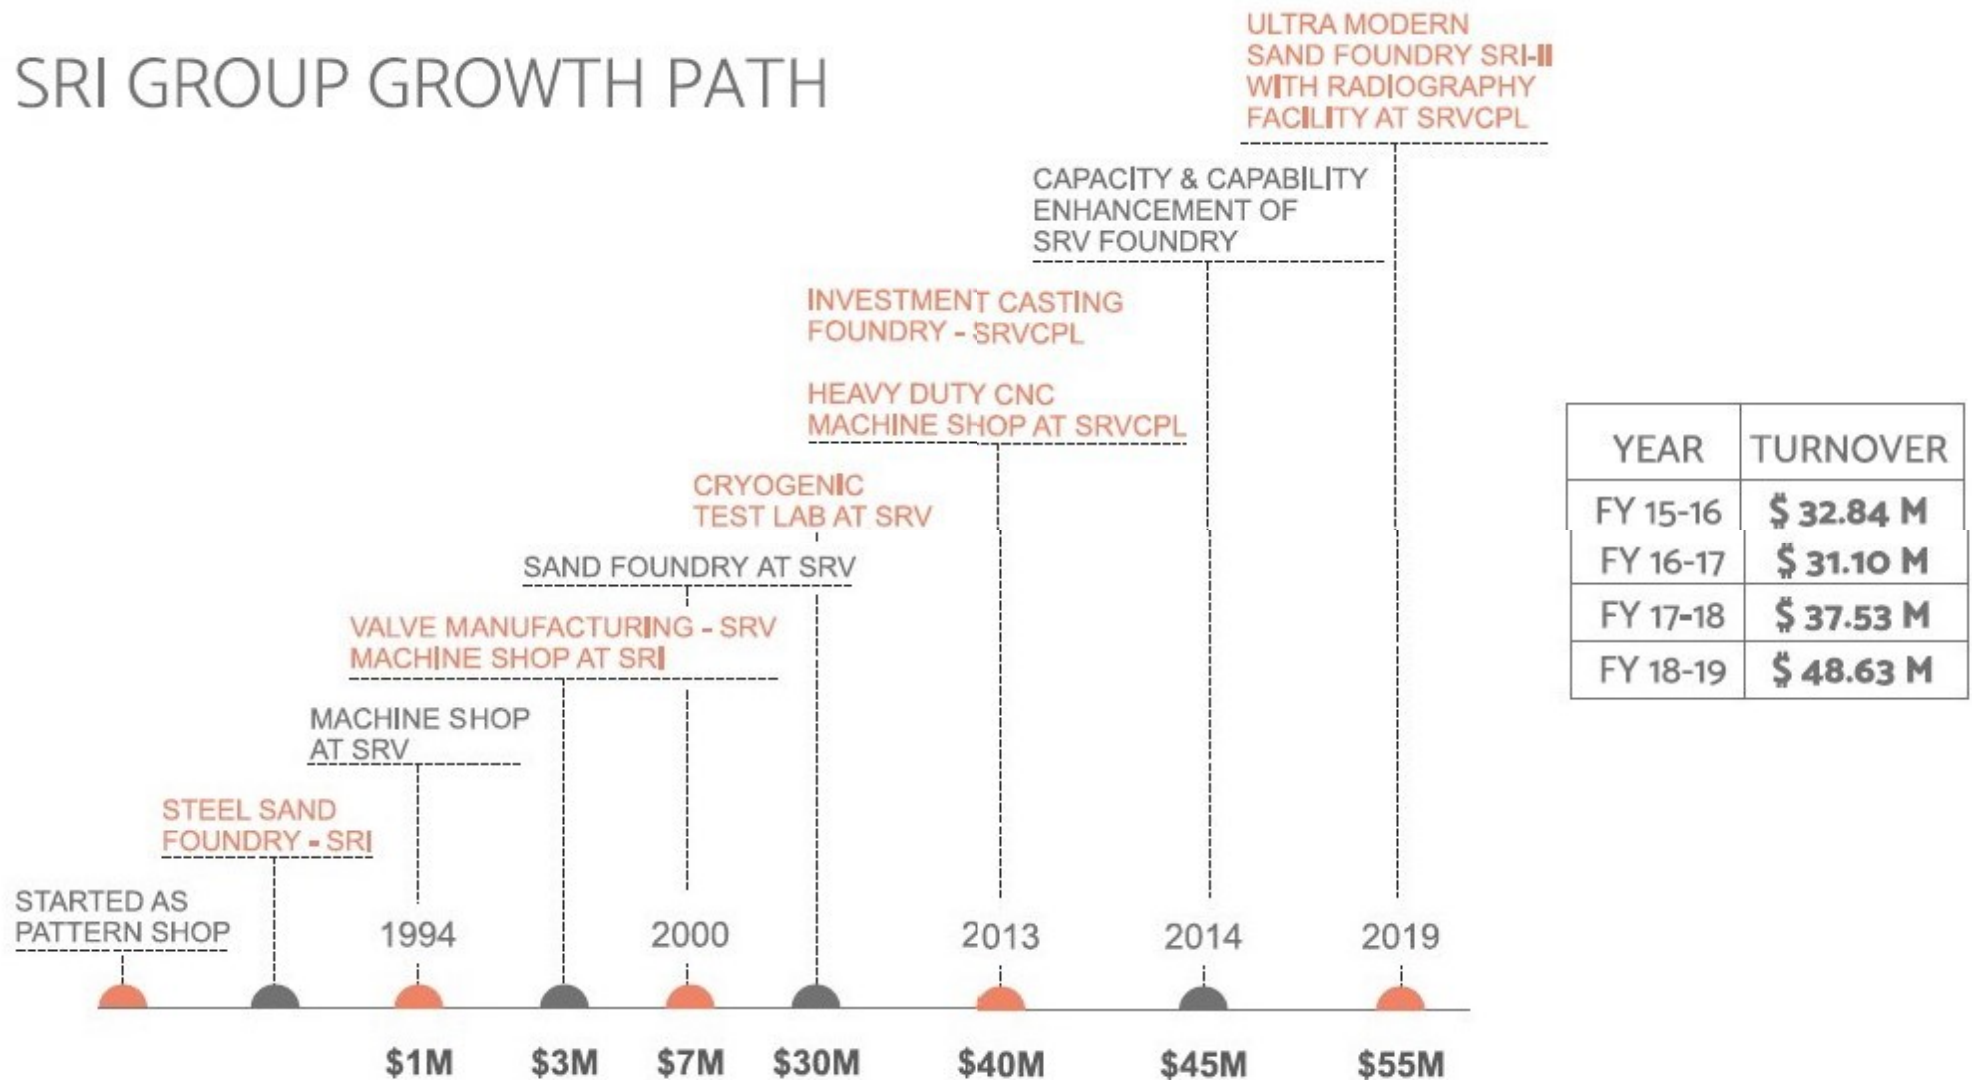 SRI GROUP GROWTH PATH
ULTRA MODERN
SAND FOUNDRY SRI-II
WITH RADIOGRAPHY
FACILITY AT SRVCPL
CAPACITY & CAPABILITY
ENHANCEMENT OF
SRV FOUNDRY
INVESTMENT CASTING
FOUNDRY - SRVCPL
HEAVY DUTY CNC
MACHINE SHOP AT SRVCPL
CRYOGENIC
TEST LAB AT SRV
SAND FOUNDRY AT SRV
VALVE MANUFACTURING - SRV
MACHINE SHOP AT SRI
MACHINE SHOP
AT SRV
STEEL SAND
FOUNDRY - SRI
STARTED AS
PATTERN SHOP
1994 2000 2013 2014 2019
$1M $3M $7M $30M $40M $45M $55M
YEAR TURNOVER
FY 15-16 $ 32.84 M
FY 16-17 $ 31.10 M
FY 17-18 $ 37.53 M
FY 18-19 $ 48.63 M